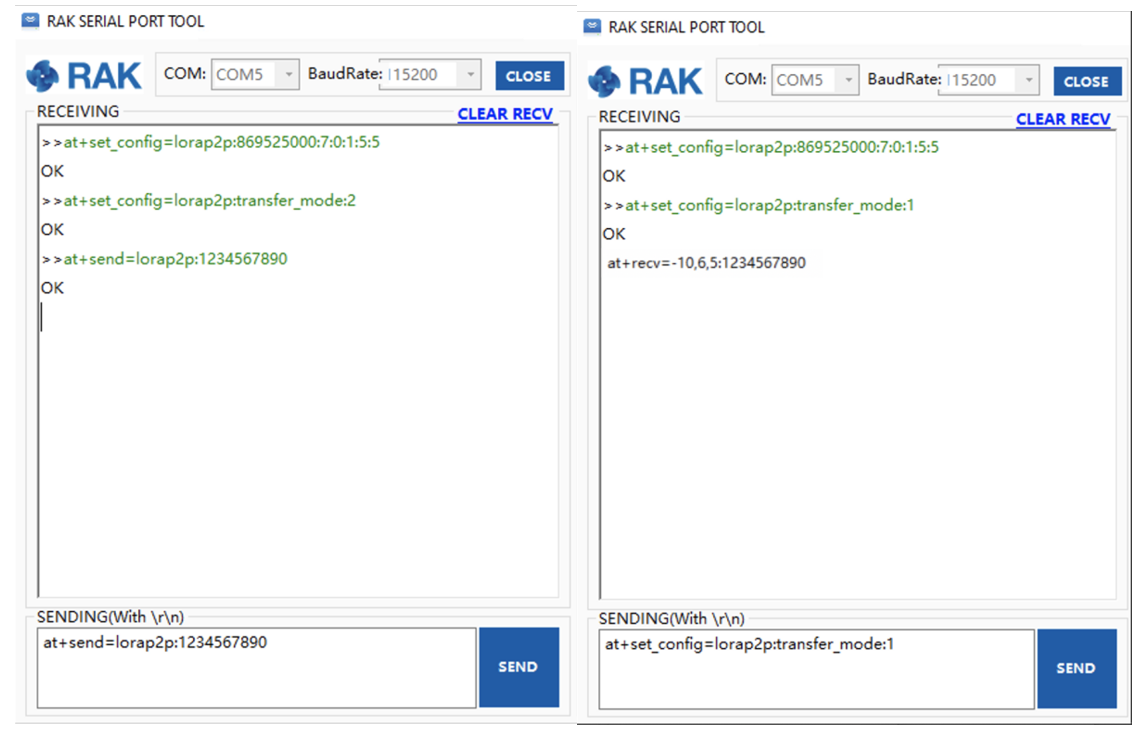 RAK SERIAL PORT TOOL
RAK
COM: COM5 BaudRate: 115200 CLOSE
RECEIVING
CLEAR RECV
>>at+set_config=lorap2p:869525000:7:0:1:5:5
OK
>>at+set_config=lorap2p:transfer_mode:2
OK
>>at+send=lorap2p:1234567890
OK
SENDING(With \r\n)
at+send=lorap2p:1234567890
SEND
RAK SERIAL PORT TOOL
RAK
COM: COM5 BaudRate: 115200 CLOSE
RECEIVING
CLEAR RECV
>>at+set_config=lorap2p:869525000:7:0:1:5:5
OK
>>at+set_config=lorap2p:transfer_mode:1
OK
at+recv=-10,6,5:1234567890
SENDING(With \r\n)
at+set_config=lorap2p:transfer_mode:1
SEND